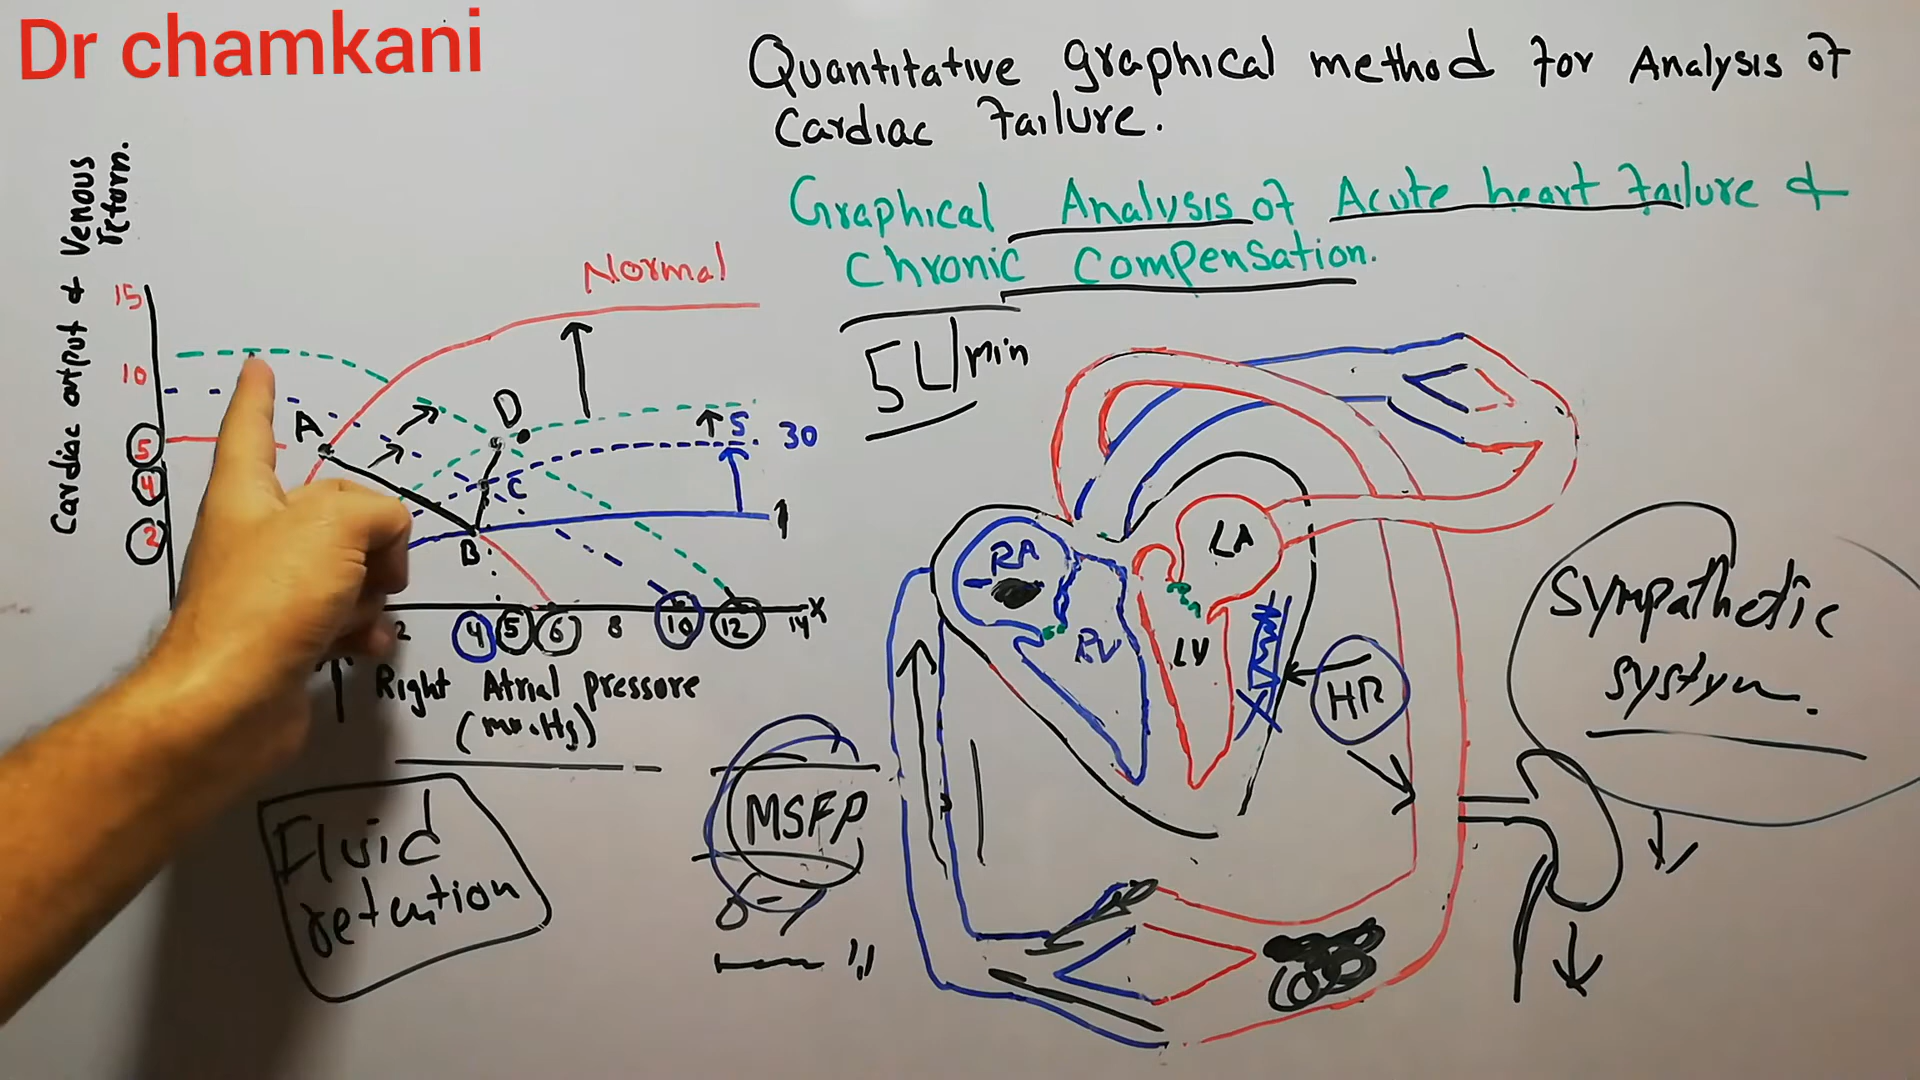 Dr chamkani
Quantitative graphical method for Analysis of
Cardiac Failure.
Graphical Analysis of Acute heart Failure &
Chronic Compensation.
Cardiac output & Venous
return.
15
10
5
4
2
Normal
A
B
C
D
S
30
1
2
4
5
6
8
10
12
14
x
Right Atrial pressure
(mmHg)
5L/min
RA
LA
RV
LV
HR
Sympathetic
system.
MSFP
Fluid
retention